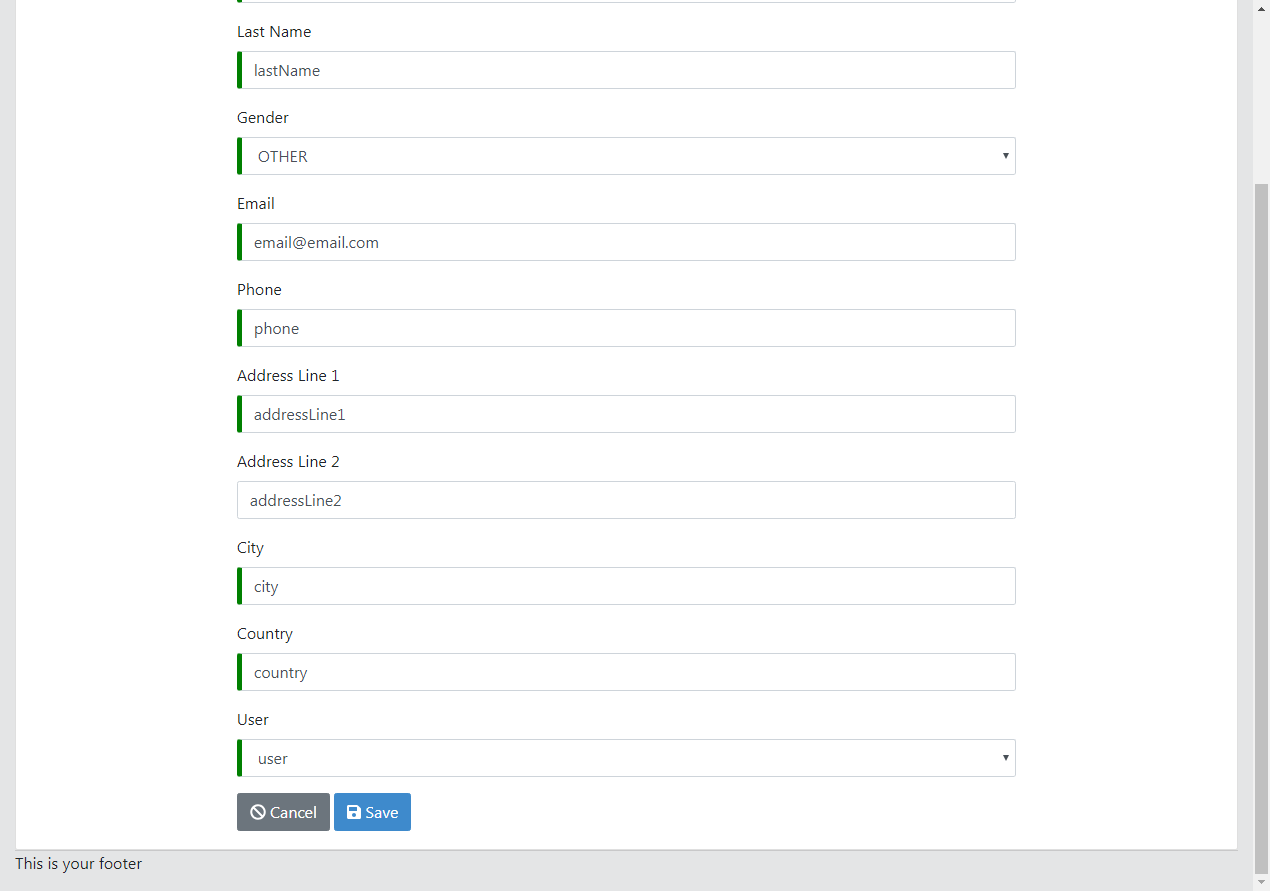 Last Name
lastName
Gender
OTHER
Email
email@email.com
Phone
phone
Address Line 1
addressLine1
Address Line 2
addressLine2
City
city
Country
country
User
user
Cancel Save
This is your footer